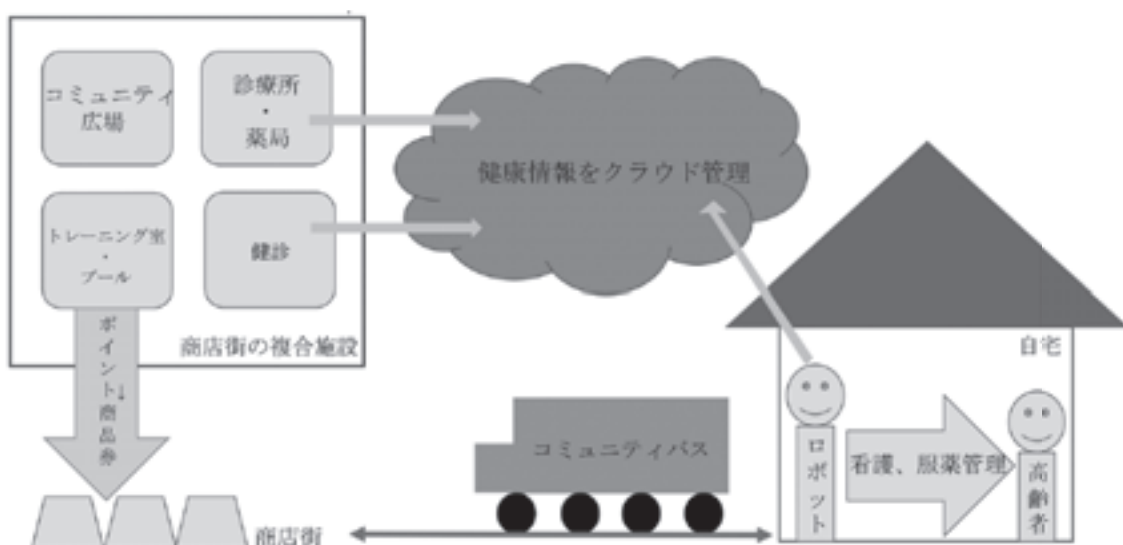 コミュニティ
広場
診療所
・
薬局
トレーニング室
・
プール
健診
商店街の複合施設
ポイント→商品券
商店街
健康情報をクラウド管理
コミュニティバス
自宅
ロボット
看護、服薬管理
高齢者